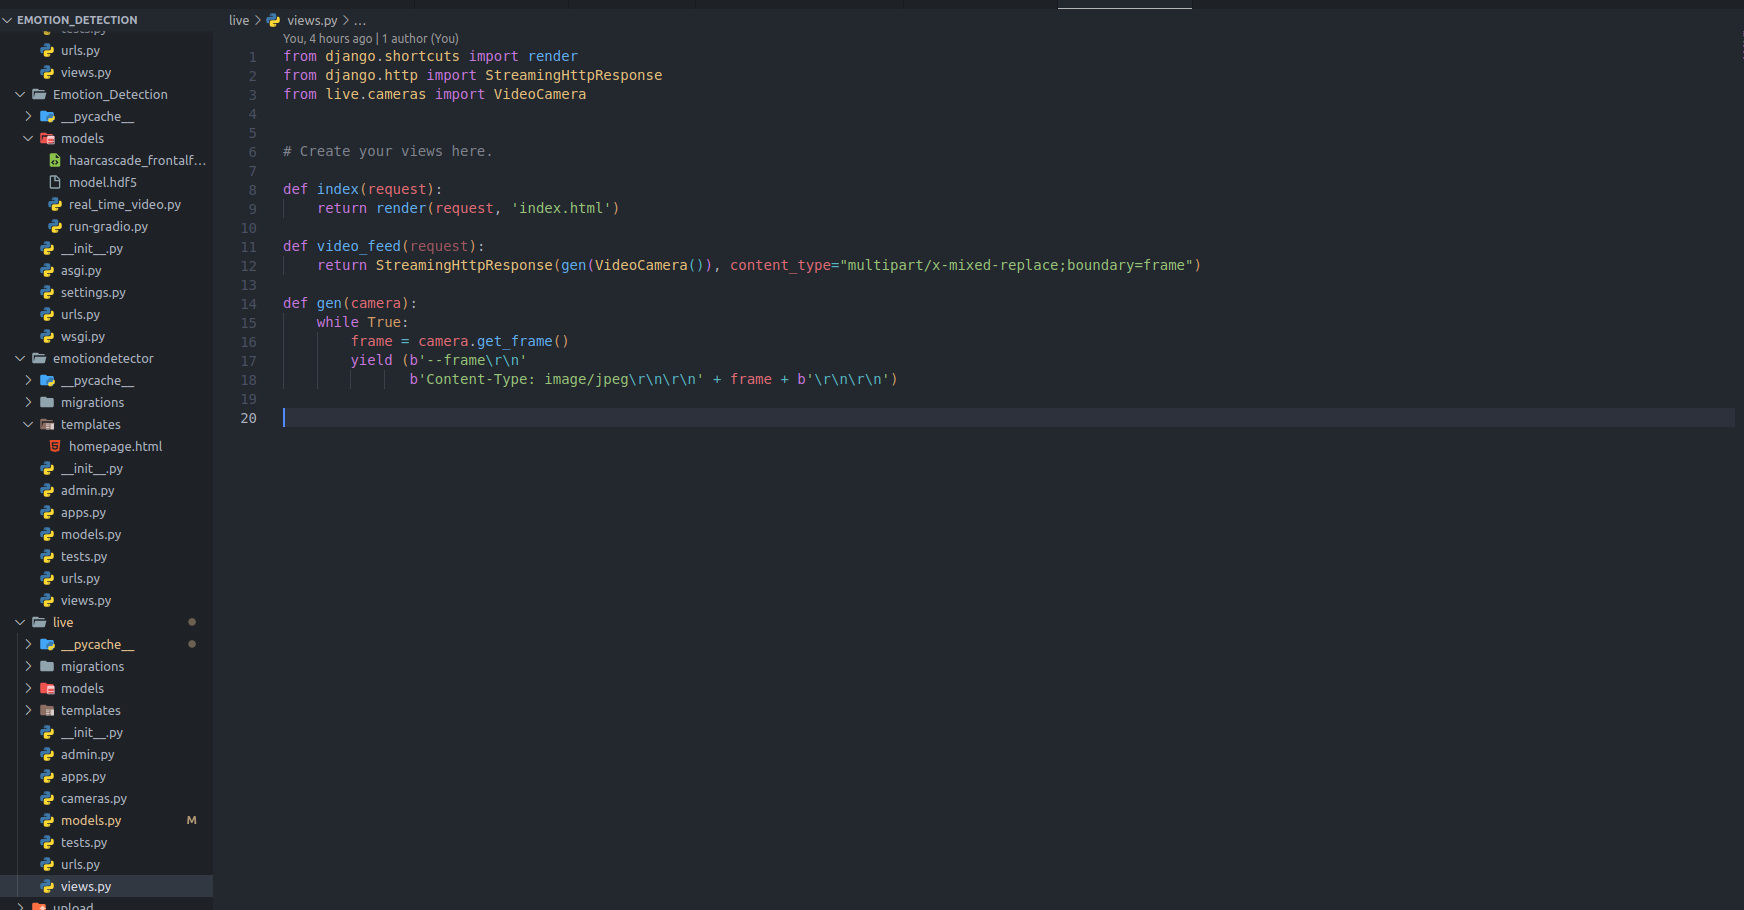 EMOTION_DETECTION
tests.py
urls.py
views.py
Emotion_Detection
__pycache__
models
haarcascade_frontalf...
model.hdf5
real_time_video.py
run-gradio.py
__init__.py
asgi.py
settings.py
urls.py
wsgi.py
emotiondetector
__pycache__
migrations
templates
homepage.html
__init__.py
admin.py
apps.py
models.py
tests.py
urls.py
views.py
live
__pycache__
migrations
models
templates
__init__.py
admin.py
apps.py
cameras.py
models.py M
tests.py
urls.py
views.py
upload
live > views.py > ...
You, 4 hours ago | 1 author (You)
1 from django.shortcuts import render
2 from django.http import StreamingHttpResponse
3 from live.cameras import VideoCamera
4
5
6 # Create your views here.
7
8 def index(request):
9     return render(request, 'index.html')
10
11 def video_feed(request):
12     return StreamingHttpResponse(gen(VideoCamera()), content_type="multipart/x-mixed-replace;boundary=frame")
13
14 def gen(camera):
15     while True:
16         frame = camera.get_frame()
17         yield (b'--frame\r\n'
18                b'Content-Type: image/jpeg\r\n\r\n' + frame + b'\r\n\r\n')
19
20